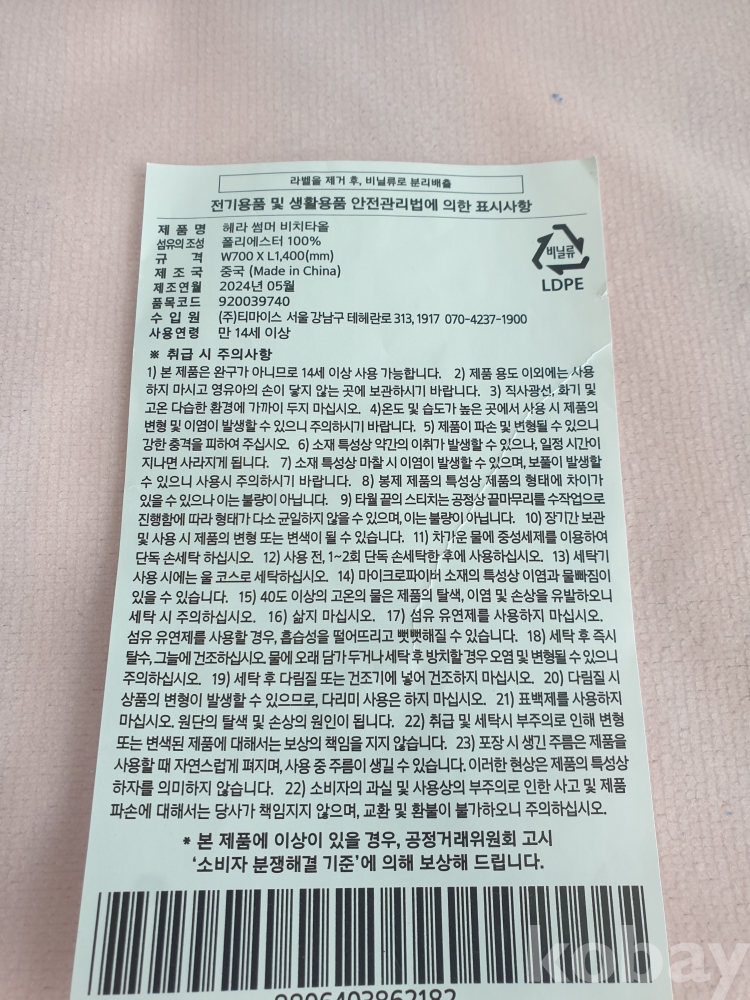 라벨을 제거 후, 비닐류로 분리배출
전기용품 및 생활용품 안전관리법에 의한 표시사항
제 품 명 헤라 썸머 비치타올
섬유의 조성 폴리에스터 100%
규 격 W700 X L1,400(mm)
제 조 국 중국 (Made in China)
제조연월 2024년 05월
품목코드 920039740
수 입 원 (주)티마이스 서울 강남구 테헤란로 313, 1917 070-4237-1900
사용연령 만 14세 이상
비닐류
LDPE
※ 취급 시 주의사항
1) 본 제품은 완구가 아니므로 14세 이상 사용 가능합니다. 2) 제품 용도 이외에는 사용
하지 마시고 영유아의 손이 닿지 않는 곳에 보관하시기 바랍니다. 3) 직사광선, 화기 및
고온 다습한 환경에 가까이 두지 마십시오. 4)온도 및 습도가 높은 곳에서 사용 시 제품의
변형 및 이염이 발생할 수 있으니 주의하시기 바랍니다. 5) 제품이 파손 및 변형될 수 있으니
강한 충격을 피하여 주십시오. 6) 소재 특성상 약간의 이취가 발생할 수 있으나, 일정 시간이
지나면 사라지게 됩니다. 7) 소재 특성상 마찰 시 이염이 발생할 수 있으며, 보풀이 발생할
수 있으니 사용시 주의하시기 바랍니다. 8) 봉제 제품의 특성상 제품의 형태에 차이가
있을 수 있으나 이는 불량이 아닙니다. 9) 타월 끝의 스티치는 공정상 끝마무리를 수작업으로
진행함에 따라 형태가 다소 균일하지 않을 수 있으며, 이는 불량이 아닙니다. 10) 장기간 보관
및 사용 시 제품의 변형 또는 변색이 될 수 있습니다. 11) 차가운 물에 중성세제를 이용하여
단독 손세탁 하십시오. 12) 사용 전, 1~2회 단독 손세탁한 후에 사용하십시오. 13) 세탁기
사용 시에는 울 코스로 세탁하십시오. 14) 마이크로파이버 소재의 특성상 이염과 물빠짐이
있을 수 있습니다. 15) 40도 이상의 고온의 물은 제품의 탈색, 이염 및 손상을 유발하오니
세탁 시 주의하십시오. 16) 삶지 마십시오. 17) 섬유 유연제를 사용하지 마십시오.
섬유 유연제를 사용할 경우, 흡습성을 떨어뜨리고 뻣뻣해질 수 있습니다. 18) 세탁 후 즉시
탈수, 그늘에 건조하십시오. 물에 오래 담가 두거나 세탁 후 방치할 경우 오염 및 변형될 수 있으니
주의하십시오. 19) 세탁 후 다림질 또는 건조기에 넣어 건조하지 마십시오. 20) 다림질 시
상품의 변형이 발생할 수 있으므로, 다리미 사용은 하지 마십시오. 21) 표백제를 사용하지
마십시오. 원단의 탈색 및 손상의 원인이 됩니다. 22) 취급 및 세탁시 부주의로 인해 변형
또는 변색된 제품에 대해서는 보상의 책임을 지지 않습니다. 23) 포장 시 생긴 주름은 제품을
사용할 때 자연스럽게 펴지며, 사용 중 주름이 생길 수 있습니다. 이러한 현상은 제품의 특성상
하자를 의미하지 않습니다. 22) 소비자의 과실 및 사용상의 부주의로 인한 사고 및 제품
파손에 대해서는 당사가 책임지지 않으며, 교환 및 환불이 불가하오니 주의하십시오.
* 본 제품에 이상이 있을 경우, 공정거래위원회 고시
'소비자 분쟁해결 기준'에 의해 보상해 드립니다.
8806403862182
kobay